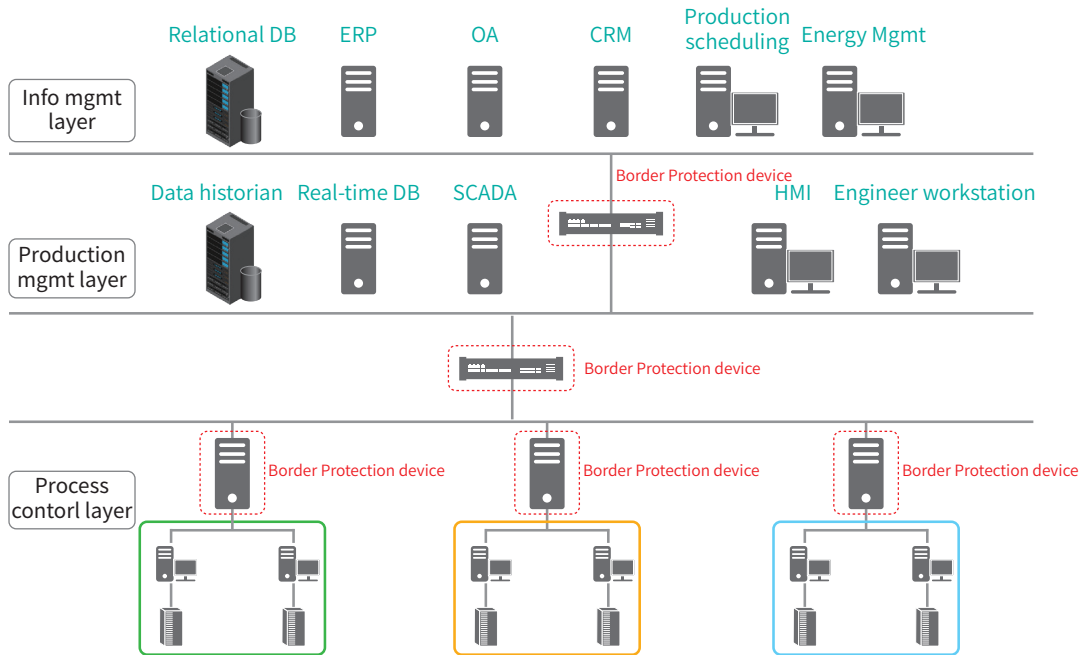 Relational DB
ERP
OA
CRM
Production
scheduling
Energy Mgmt
Info mgmt
layer
Border Protection device
Data historian
Real-time DB
SCADA
HMI
Engineer workstation
Production
mgmt layer
Border Protection device
Border Protection device
Border Protection device
Border Protection device
Process
contorl layer